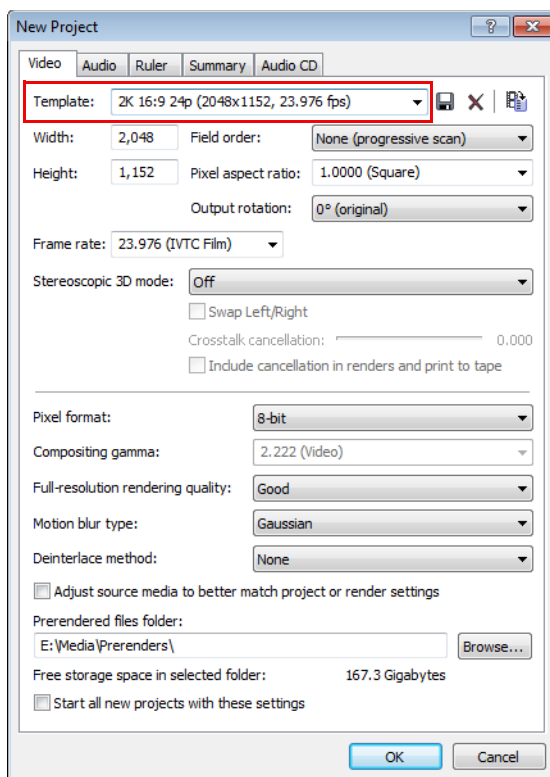 New Project
Video Audio Ruler Summary Audio CD
Template: 2K 16:9 24p (2048x1152, 23.976 fps)
Width: 2,048 Field order: None (progressive scan)
Height: 1,152 Pixel aspect ratio: 1.0000 (Square)
Output rotation: 0° (original)
Frame rate: 23.976 (IVTC Film)
Stereoscopic 3D mode: Off
Swap Left/Right
Crosstalk cancellation: 0.000
Include cancellation in renders and print to tape
Pixel format: 8-bit
Compositing gamma: 2.222 (Video)
Full-resolution rendering quality: Good
Motion blur type: Gaussian
Deinterlace method: None
Adjust source media to better match project or render settings
Prerendered files folder:
E:\Media\Prerenders\ Browse...
Free storage space in selected folder: 167.3 Gigabytes
Start all new projects with these settings
OK Cancel